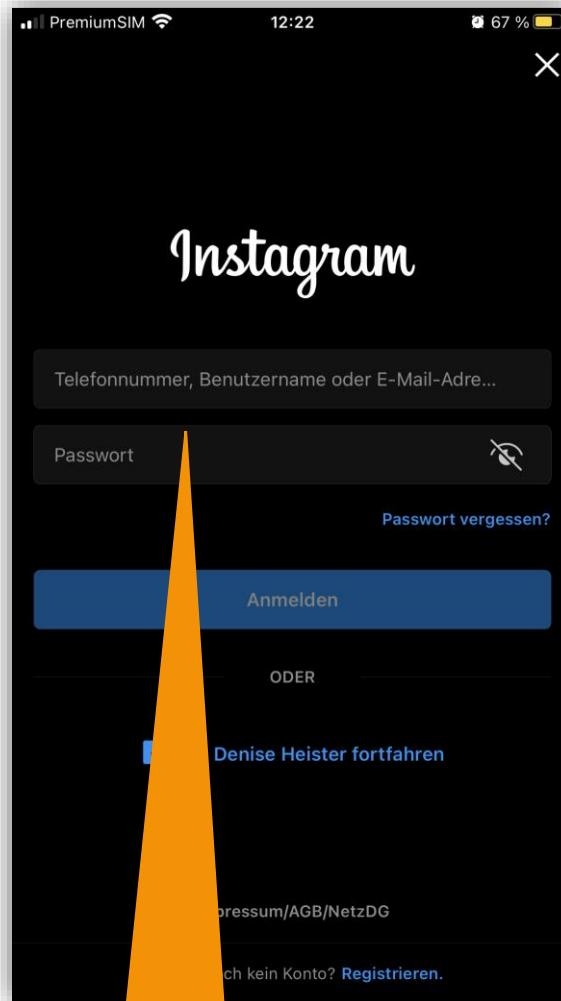 PremiumSIM 12:22 67 %
Instagram
Telefonnummer, Benutzername oder E-Mail-Adre...
Passwort
Passwort vergessen?
Anmelden
ODER
Denise Heister fortfahren
kein Konto? Registrieren.